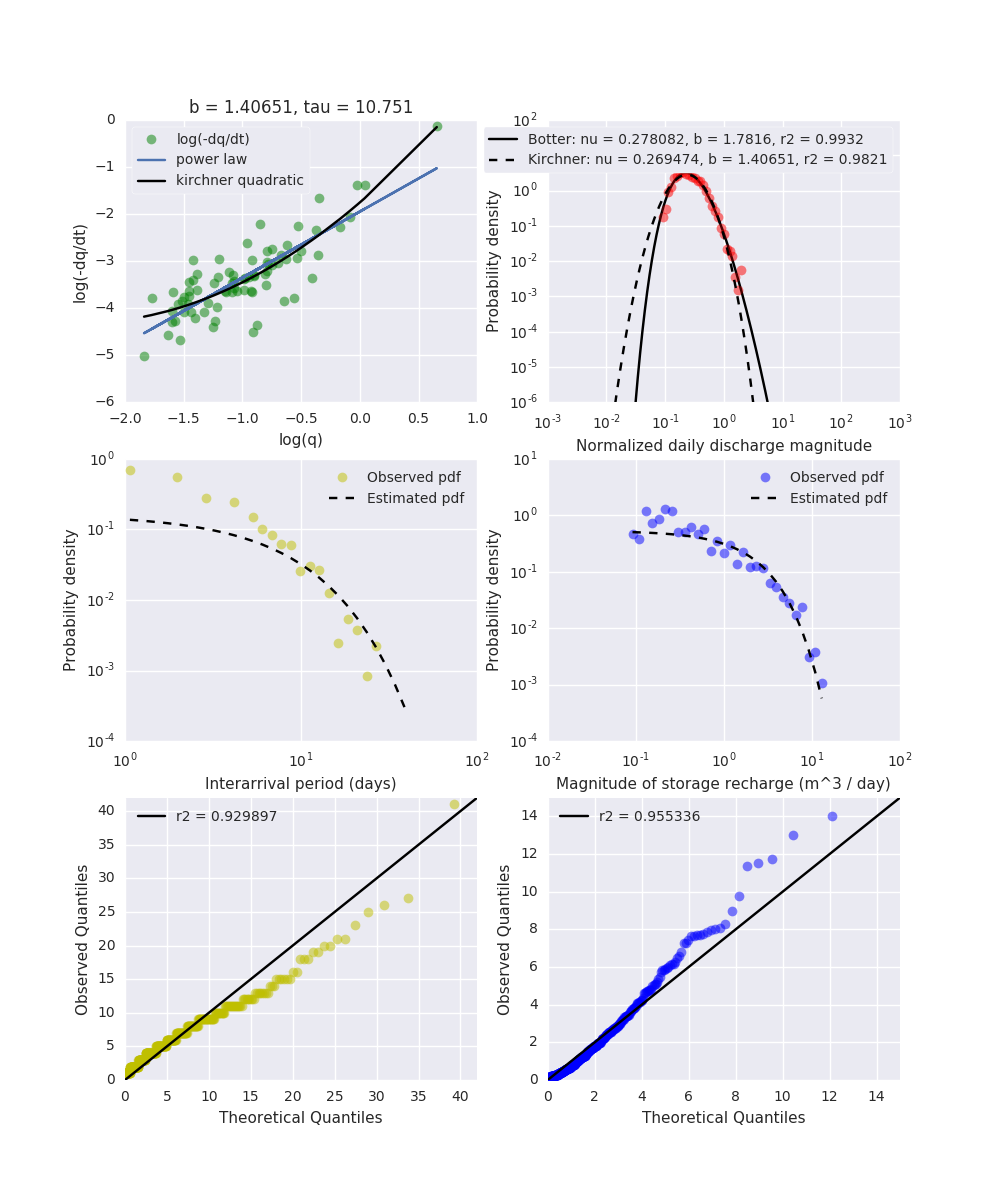 b = 1.40651, tau = 10.751
log(-dq/dt)
power law
kirchner quadratic
0
−1
−2
−3
−4
−5
−6
log(-dq/dt)
−2.0 −1.5 −1.0 −0.5 0.0 0.5 1.0
log(q)
Botter: nu = 0.278082, b = 1.7816, r2 = 0.9932
Kirchner: nu = 0.269474, b = 1.40651, r2 = 0.9821
10^2
10^0
10^-1
10^-2
10^-3
10^-4
10^-5
10^-6
Probability density
10^-3 10^-2 10^-1 10^0 10^1 10^2 10^3
Normalized daily discharge magnitude
Observed pdf
Estimated pdf
10^0
10^-1
10^-2
10^-3
10^-4
Probability density
10^0 10^1 10^2
Interarrival period (days)
Observed pdf
Estimated pdf
10^1
10^0
10^-1
10^-2
10^-3
10^-4
Probability density
10^-2 10^-1 10^0 10^1 10^2
Magnitude of storage recharge (m^3 / day)
r2 = 0.929897
40
35
30
25
20
15
10
5
0
Observed Quantiles
0 5 10 15 20 25 30 35 40
Theoretical Quantiles
r2 = 0.955336
14
12
10
8
6
4
2
0
Observed Quantiles
0 2 4 6 8 10 12 14
Theoretical Quantiles